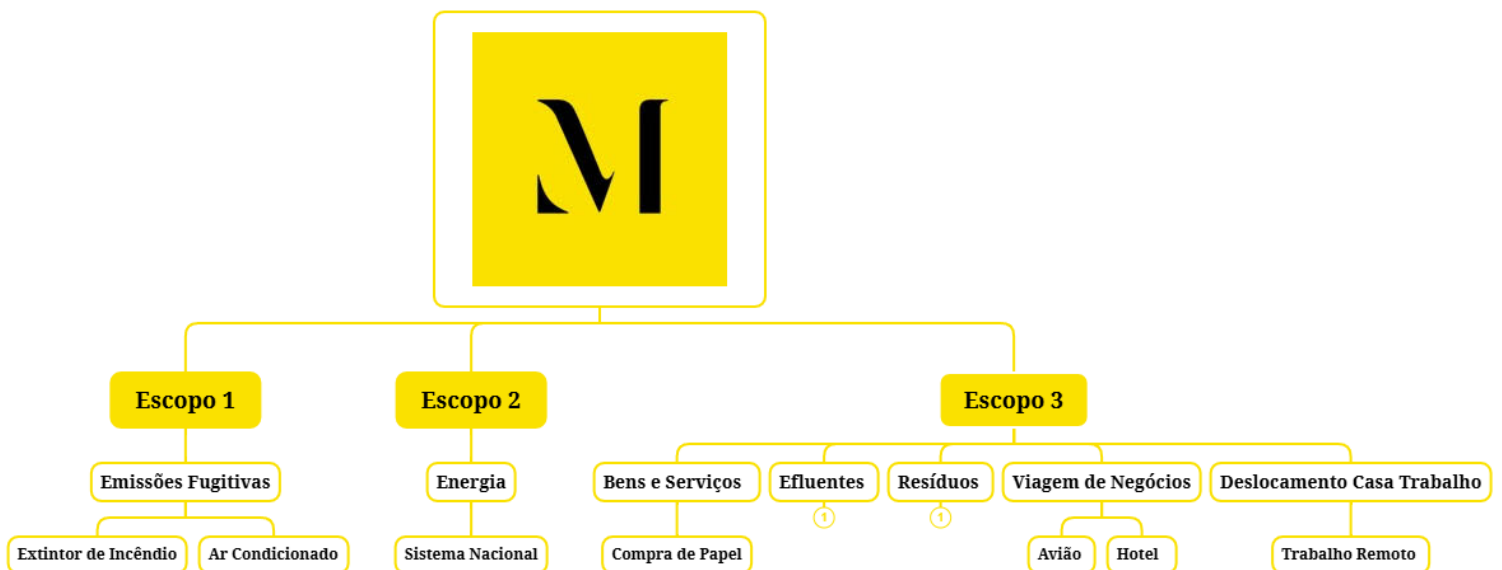 M
Escopo 1
Escopo 2
Escopo 3
Emissões Fugitivas
Energia
Bens e Serviços
Efluentes
Resíduos
Viagem de Negócios
Deslocamento Casa Trabalho
1
1
Extintor de Incêndio
Ar Condicionado
Sistema Nacional
Compra de Papel
Avião
Hotel
Trabalho Remoto